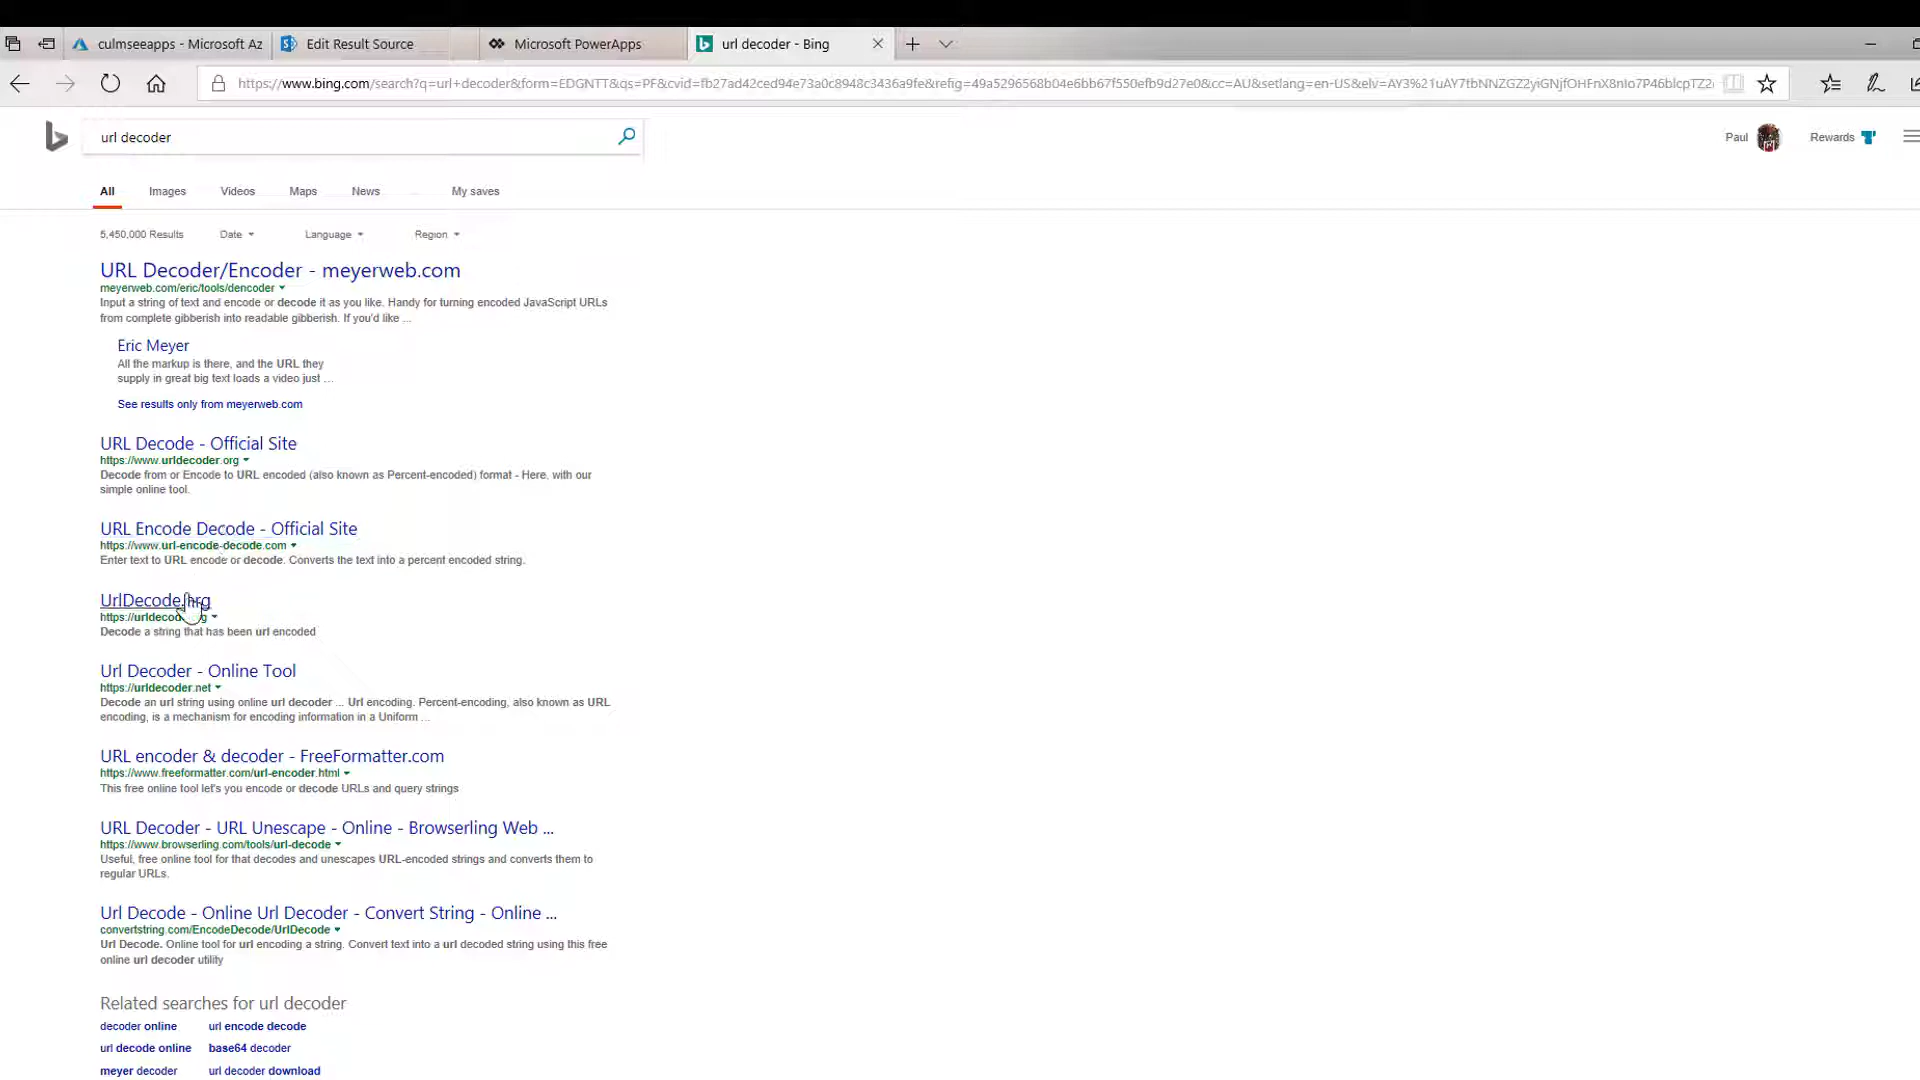 culmseeapps - Microsoft Az
Edit Result Source
Microsoft PowerApps
url decoder - Bing
https://www.bing.com/search?q=url+decoder&form=EDGNTT&qs=PF&cvid=fb27ad42ced94e73a0c8948c3436a9fe&refig=49a5296568b04e6bb67f550efb9d27e0&cc=AU&setlang=en-US&elv=AY3%21uAY7tbNNZGZ2yiGNjfOHFnX8nIo7P46blcpTZ2
url decoder
Paul
Rewards
All Images Videos Maps News My saves
5,450,000 Results Date Language Region
URL Decoder/Encoder - meyerweb.com
meyerweb.com/eric/tools/dencoder
Input a string of text and encode or decode it as you like. Handy for turning encoded JavaScript URLs
from complete gibberish into readable gibberish. If you'd like ...
Eric Meyer
All the markup is there, and the URL they
supply in great big text loads a video just ...
See results only from meyerweb.com
URL Decode - Official Site
https://www.urldecoder.org
Decode from or Encode to URL encoded (also known as Percent-encoded) format - Here, with our
simple online tool.
URL Encode Decode - Official Site
https://www.url-encode-decode.com
Enter text to URL encode or decode. Converts the text into a percent encoded string.
UrlDecode.org
Decode a string that has been url encoded
Url Decoder - Online Tool
https://urldecoder.net
Decode an url string using online url decoder ... Url encoding. Percent-encoding, also known as URL
encoding, is a mechanism for encoding information in a Uniform ...
URL encoder & decoder - FreeFormatter.com
https://www.freeformatter.com/url-encoder.html
This free online tool let's you encode or decode URLs and query strings
URL Decoder - URL Unescape - Online - Browserling Web ...
https://www.browserling.com/tools/url-decode
Useful, free online tool for that decodes and unescapes URL-encoded strings and converts them to
regular URLs.
Url Decode - Online Url Decoder - Convert String - Online ...
convertstring.com/EncodeDecode/UrlDecode
Url Decode. Online tool for url encoding a string. Convert text into a url decoded string using this free
online url decoder utility
Related searches for url decoder
decoder online url encode decode
url decode online base64 decoder
meyer decoder url decoder download